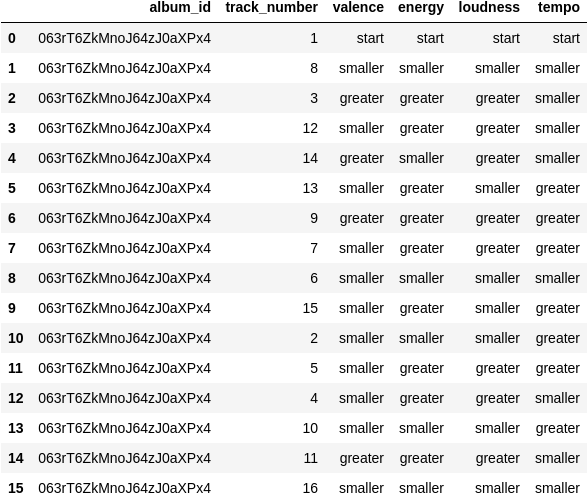 album_id track_number valence energy loudness tempo
0 063rT6ZkMnoJ64zJ0aXPx4 1 start start start start
1 063rT6ZkMnoJ64zJ0aXPx4 8 smaller smaller smaller smaller
2 063rT6ZkMnoJ64zJ0aXPx4 3 greater greater greater smaller
3 063rT6ZkMnoJ64zJ0aXPx4 12 smaller greater greater smaller
4 063rT6ZkMnoJ64zJ0aXPx4 14 greater smaller greater smaller
5 063rT6ZkMnoJ64zJ0aXPx4 13 smaller greater smaller greater
6 063rT6ZkMnoJ64zJ0aXPx4 9 greater greater greater greater
7 063rT6ZkMnoJ64zJ0aXPx4 7 smaller greater greater greater
8 063rT6ZkMnoJ64zJ0aXPx4 6 smaller smaller smaller smaller
9 063rT6ZkMnoJ64zJ0aXPx4 15 smaller greater smaller greater
10 063rT6ZkMnoJ64zJ0aXPx4 2 smaller smaller smaller greater
11 063rT6ZkMnoJ64zJ0aXPx4 5 smaller greater greater greater
12 063rT6ZkMnoJ64zJ0aXPx4 4 smaller greater greater smaller
13 063rT6ZkMnoJ64zJ0aXPx4 10 smaller smaller smaller greater
14 063rT6ZkMnoJ64zJ0aXPx4 11 greater greater greater smaller
15 063rT6ZkMnoJ64zJ0aXPx4 16 smaller smaller smaller smaller